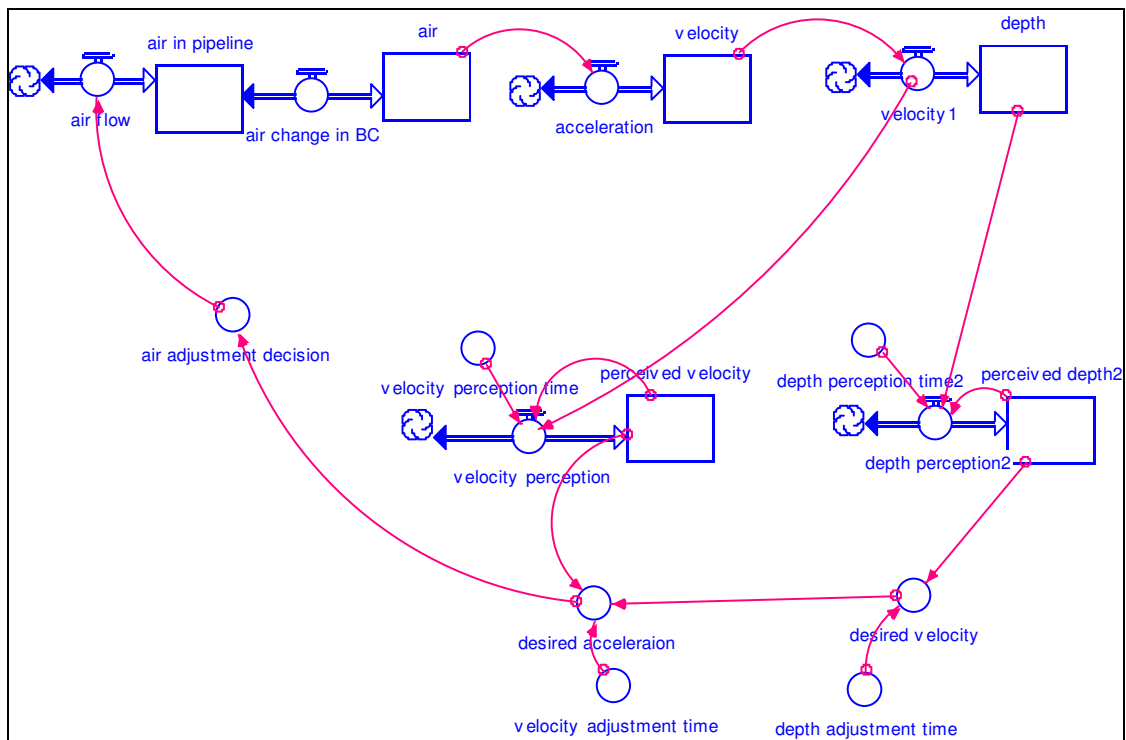 air in pipeline
air
velocity
depth
air flow
air change in BC
acceleration
velocity 1
air adjustment decision
velocity perception time
perceived velocity
depth perception time2
perceived depth2
velocity perception
depth perception2
desired acceleraion
desired velocity
velocity adjustment time
depth adjustment time